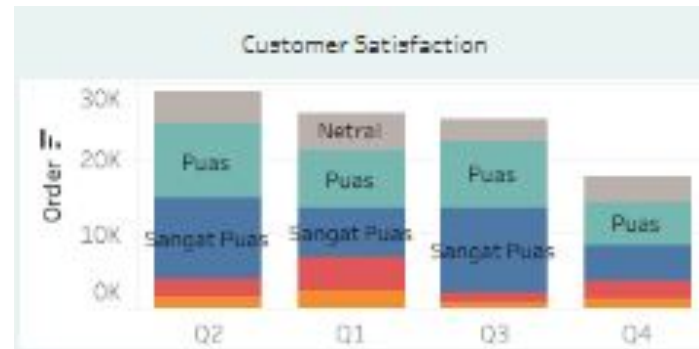 Customer Satisfaction
Order
30K
20K
10K
0K
Netral
Puas
Puas
Puas
Puas
Sangat Puas
Sangat Puas
Sangat Puas
Q2
Q1
Q3
Q4